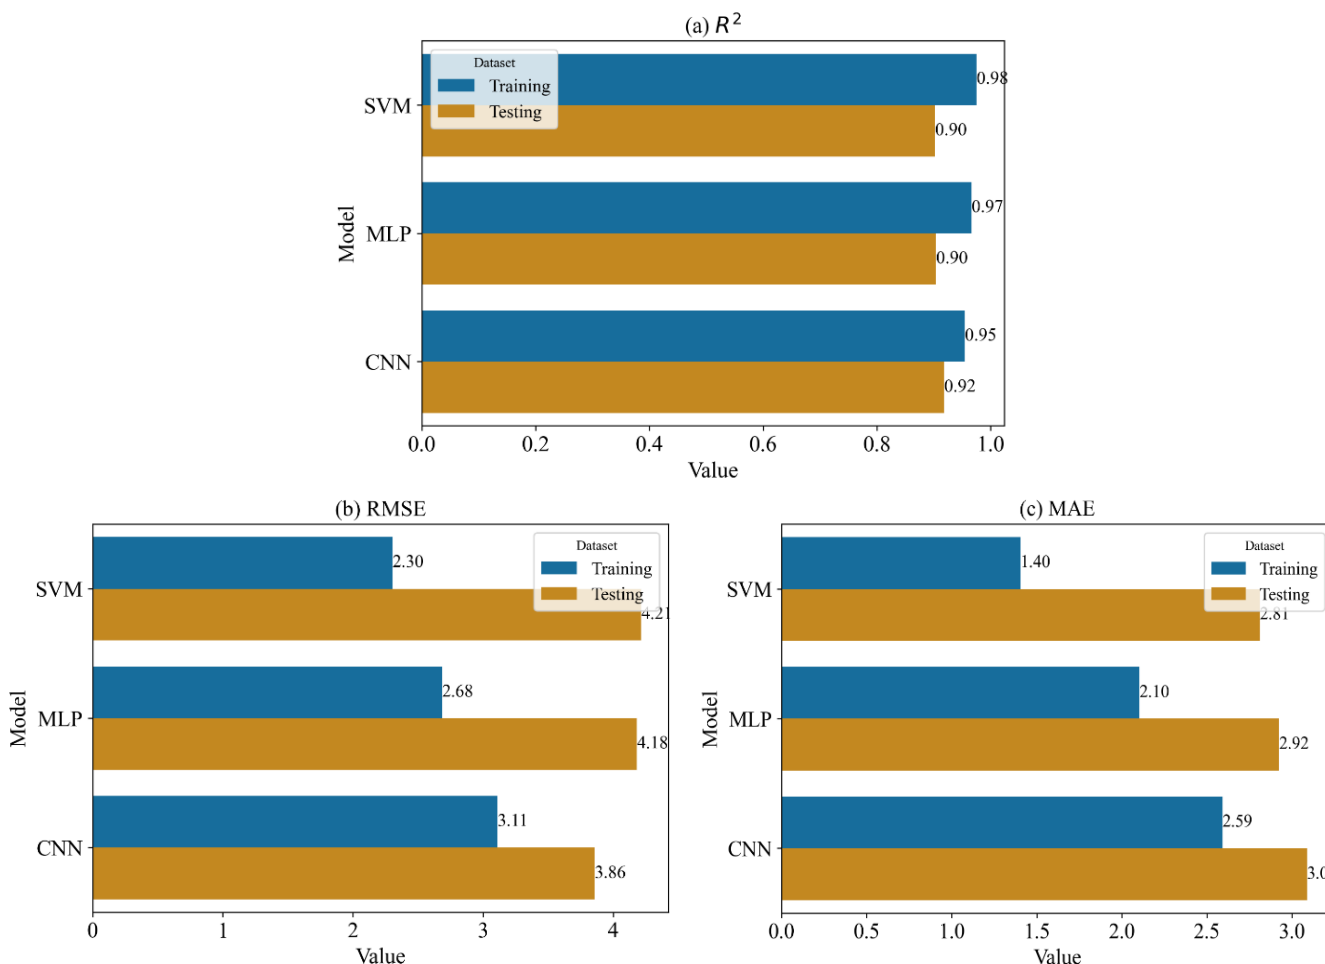 (a) R²
Dataset
Training
Testing
0.98
SVM
0.90
0.97
MLP
0.90
0.95
CNN
0.92
Model
0.0 0.2 0.4 0.6 0.8 1.0
Value
(b) RMSE
Dataset
Training
Testing
2.30
SVM
4.21
2.68
MLP
4.18
3.11
CNN
3.86
Model
0 1 2 3 4
Value
(c) MAE
Dataset
Training
Testing
1.40
SVM
2.81
2.10
MLP
2.92
2.59
CNN
Model
0.0 0.5 1.0 1.5 2.0 2.5 3.0
Value